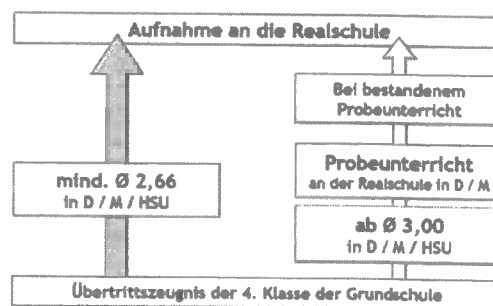 Aufnahme an die Realschule
Bei bestandenem
Probeunterricht
mind. Ø 2,66
in D / M / HSU
Probeunterricht
an der Realschule in D / M
ab Ø 3,00
in D / M / HSU
Übertrittszeugnis der 4. Klasse der Grundschule